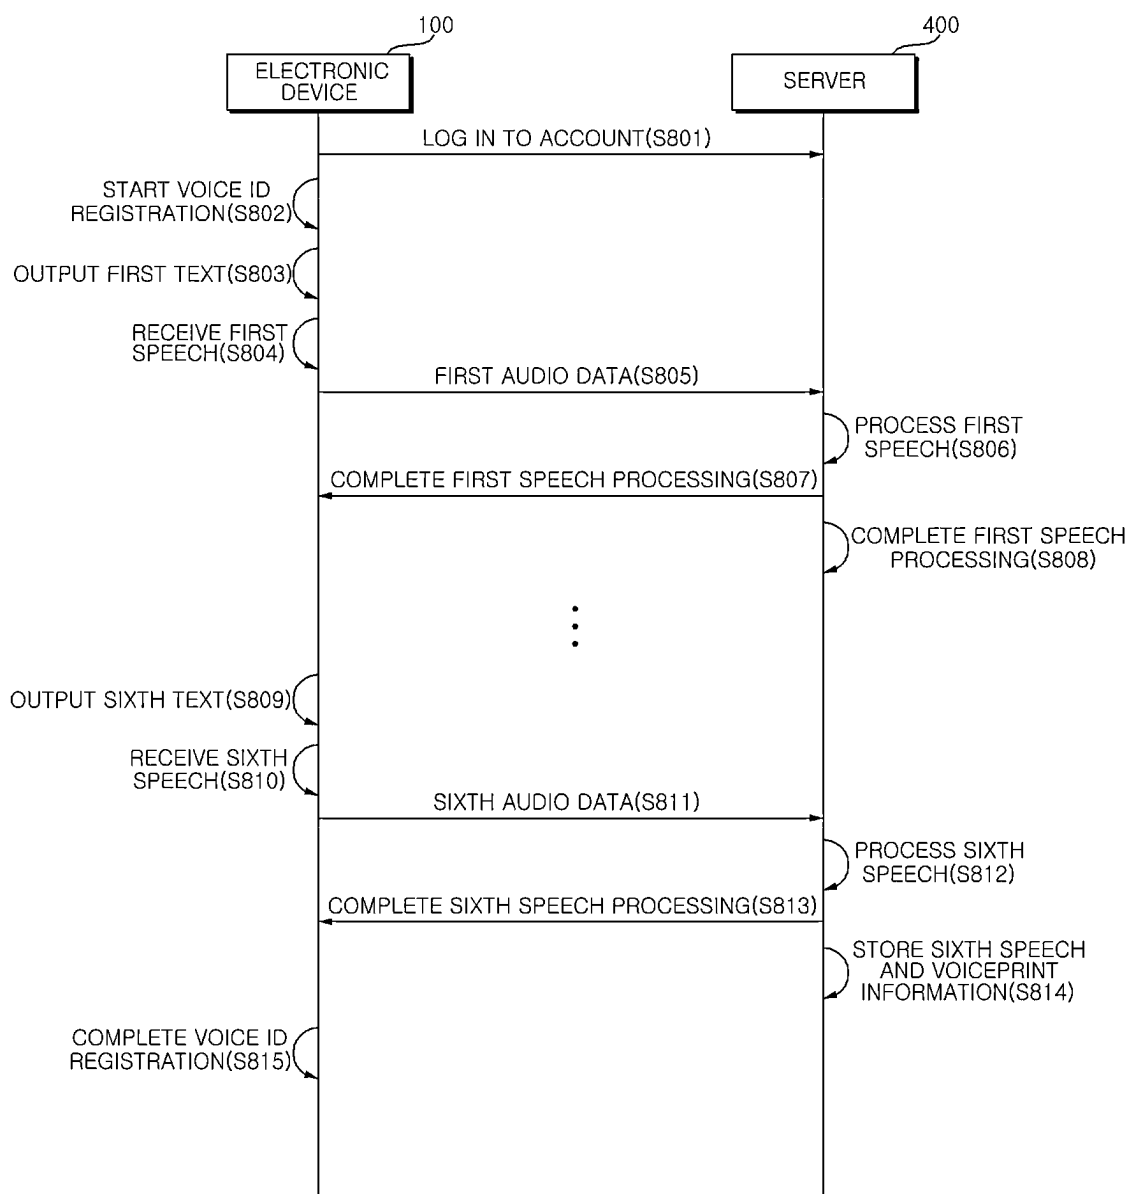 100
400
ELECTRONIC
DEVICE
SERVER
LOG IN TO ACCOUNT(S801)
START VOICE ID
REGISTRATION(S802)
OUTPUT FIRST TEXT(S803)
RECEIVE FIRST
SPEECH(S804)
FIRST AUDIO DATA(S805)
PROCESS FIRST
SPEECH(S806)
COMPLETE FIRST SPEECH PROCESSING(S807)
COMPLETE FIRST SPEECH
PROCESSING(S808)
OUTPUT SIXTH TEXT(S809)
RECEIVE SIXTH
SPEECH(S810)
SIXTH AUDIO DATA(S811)
PROCESS SIXTH
SPEECH(S812)
COMPLETE SIXTH SPEECH PROCESSING(S813)
STORE SIXTH SPEECH
AND VOICEPRINT
INFORMATION(S814)
COMPLETE VOICE ID
REGISTRATION(S815)